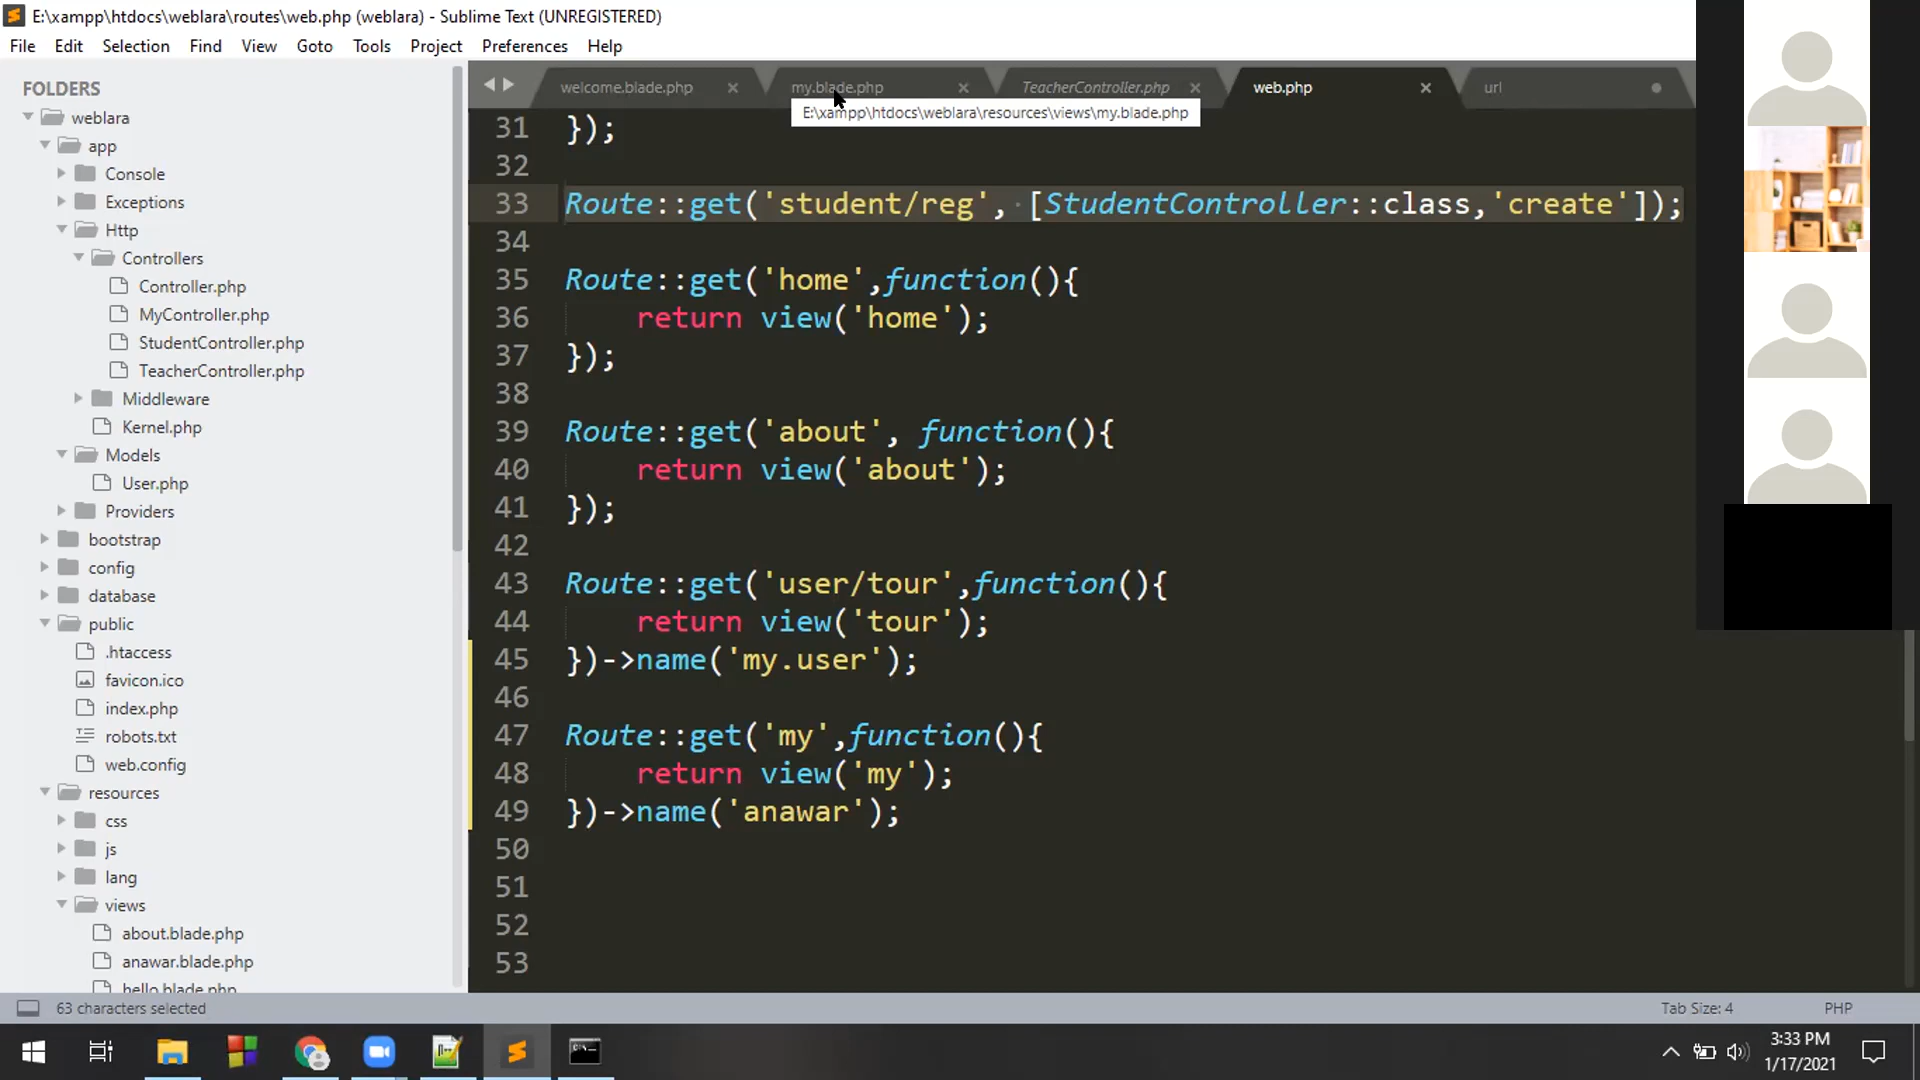 E:\xampp\htdocs\weblara\routes\web.php (weblara) - Sublime Text (UNREGISTERED)
File Edit Selection Find View Goto Tools Project Preferences Help
FOLDERS
weblara
app
Console
Exceptions
Http
Controllers
Controller.php
MyController.php
StudentController.php
TeacherController.php
Middleware
Kernel.php
Models
User.php
Providers
bootstrap
config
database
public
.htaccess
favicon.ico
index.php
robots.txt
web.config
resources
css
js
lang
views
about.blade.php
anawar.blade.php
hello.blade.php
welcome.blade.php my.blade.php TeacherController.php web.php url
E:\xampp\htdocs\weblara\resources\views\my.blade.php
31 });
32
33 Route::get('student/reg', [StudentController::class,'create']);
34
35 Route::get('home',function(){
36 return view('home');
37 });
38
39 Route::get('about', function(){
40 return view('about');
41 });
42
43 Route::get('user/tour',function(){
44 return view('tour');
45 })->name('my.user');
46
47 Route::get('my',function(){
48 return view('my');
49 })->name('anawar');
50
51
52
53
63 characters selected Tab Size: 4 PHP
3:33 PM
1/17/2021